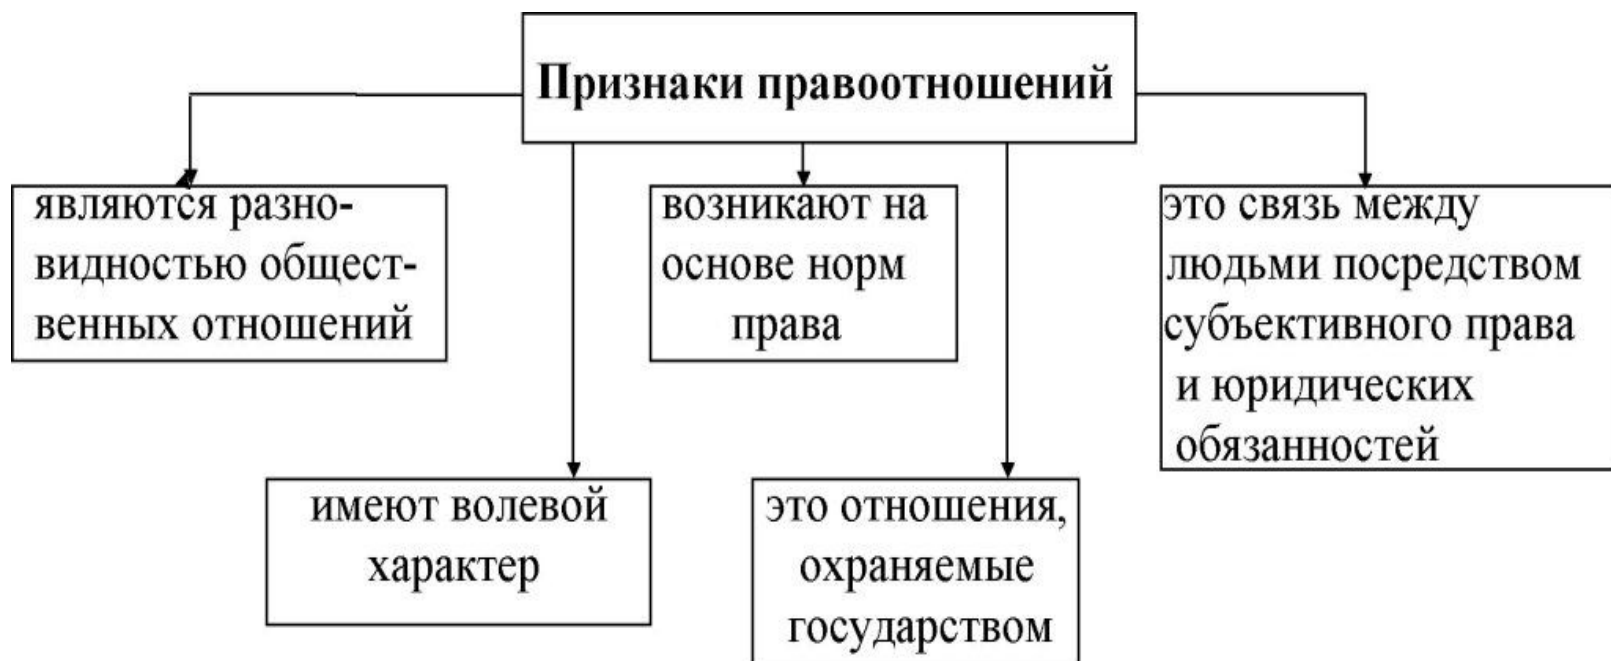 Признаки правоотношений
являются разно-
видностью общест-
венных отношений
возникают на
основе норм
права
это связь между
людьми посредством
субъективного права
и юридических
обязанностей
имеют волевой
характер
это отношения,
охраняемые
государством